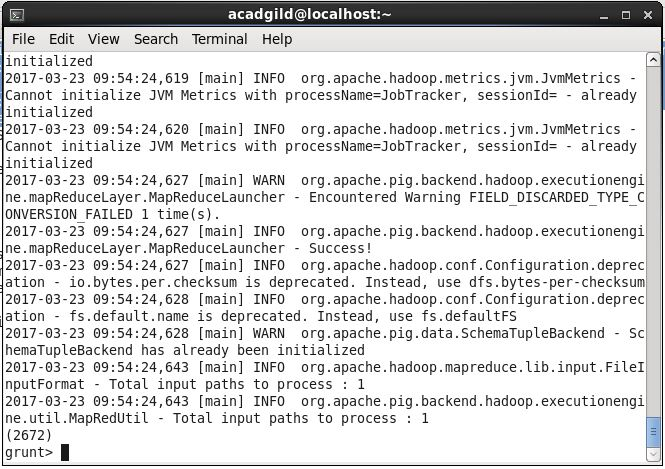 acadgild@localhost:~
File Edit View Search Terminal Help
initialized
2017-03-23 09:54:24,619 [main] INFO  org.apache.hadoop.metrics.jvm.JvmMetrics -
Cannot initialize JVM Metrics with processName=JobTracker, sessionId= - already
initialized
2017-03-23 09:54:24,620 [main] INFO  org.apache.hadoop.metrics.jvm.JvmMetrics -
Cannot initialize JVM Metrics with processName=JobTracker, sessionId= - already
initialized
2017-03-23 09:54:24,627 [main] WARN  org.apache.pig.backend.hadoop.executionengi
ne.mapReduceLayer.MapReduceLauncher - Encountered Warning FIELD_DISCARDED_TYPE_C
ONVERSION_FAILED 1 time(s).
2017-03-23 09:54:24,627 [main] INFO  org.apache.pig.backend.hadoop.executionengi
ne.mapReduceLayer.MapReduceLauncher - Success!
2017-03-23 09:54:24,627 [main] INFO  org.apache.hadoop.conf.Configuration.deprec
ation - io.bytes.per.checksum is deprecated. Instead, use dfs.bytes-per-checksum
2017-03-23 09:54:24,628 [main] INFO  org.apache.hadoop.conf.Configuration.deprec
ation - fs.default.name is deprecated. Instead, use fs.defaultFS
2017-03-23 09:54:24,628 [main] WARN  org.apache.pig.data.SchemaTupleBackend - Sc
hemaTupleBackend has already been initialized
2017-03-23 09:54:24,643 [main] INFO  org.apache.hadoop.mapreduce.lib.input.FileI
nputFormat - Total input paths to process : 1
2017-03-23 09:54:24,643 [main] INFO  org.apache.pig.backend.hadoop.executionengi
ne.util.MapRedUtil - Total input paths to process : 1
(2672)
grunt>